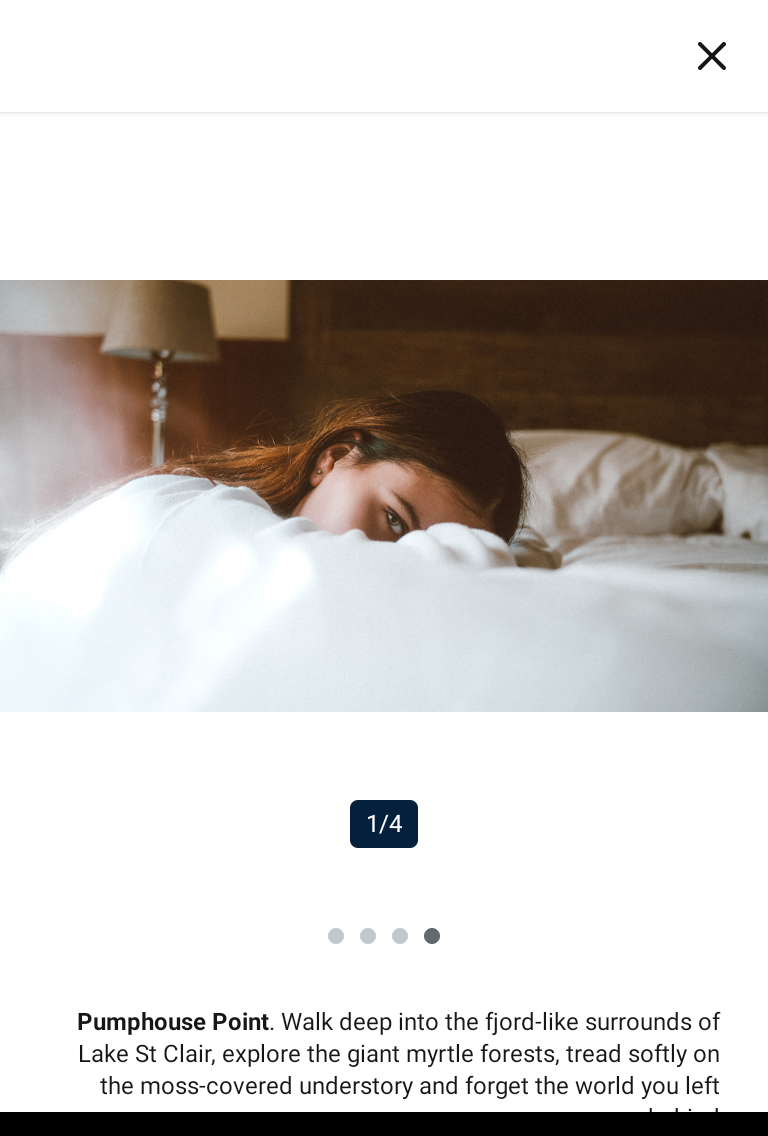 1/4
Pumphouse Point. Walk deep into the fjord-like surrounds of
Lake St Clair, explore the giant myrtle forests, tread softly on
the moss-covered understory and forget the world you left